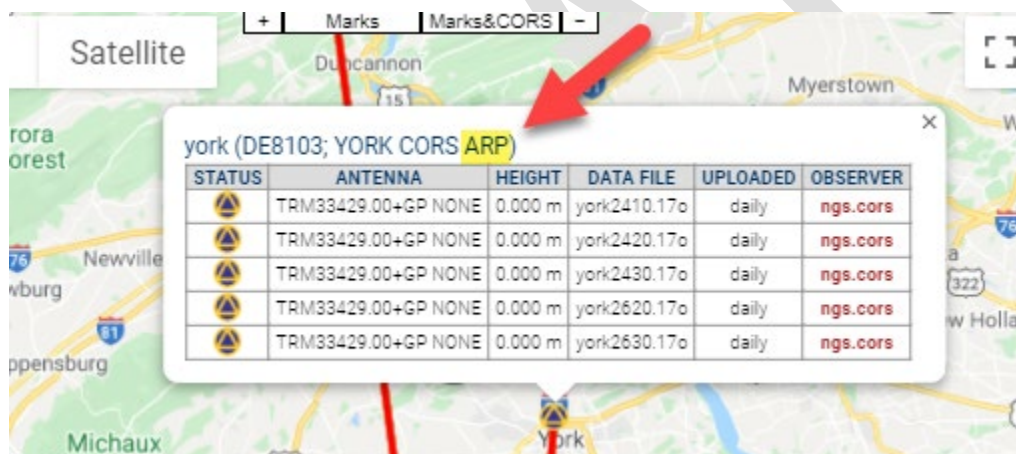 + Marks Marks&CORS -
Satellite
Duncannon
15
Myerstown
york (DE8103; YORK CORS ARP)
STATUS ANTENNA HEIGHT DATA FILE UPLOADED OBSERVER
TRM33429.00+GP NONE 0.000 m york2410.17o daily ngs.cors
TRM33429.00+GP NONE 0.000 m york2420.17o daily ngs.cors
TRM33429.00+GP NONE 0.000 m york2430.17o daily ngs.cors
TRM33429.00+GP NONE 0.000 m york2620.17o daily ngs.cors
TRM33429.00+GP NONE 0.000 m york2630.17o daily ngs.cors
rora
orest
76
Newville
wburg
81
ppensburg
Michaux
York
76
322
w Holla